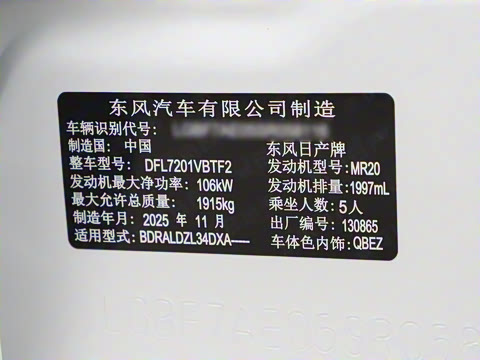 东风汽车有限公司制造
车辆识别代号：
制造国： 中国 东风日产牌
整车型号： DFL7201VBTF2 发动机型号: MR20
发动机最大净功率： 106kW 发动机排量: 1997mL
最大允许总质量： 1915kg 乘坐人数: 5人
制造年月： 2025 年 11 月 出厂编号: 130865
适用型式: BDRALDZL34DXA—— 车体色内饰: QBEZ